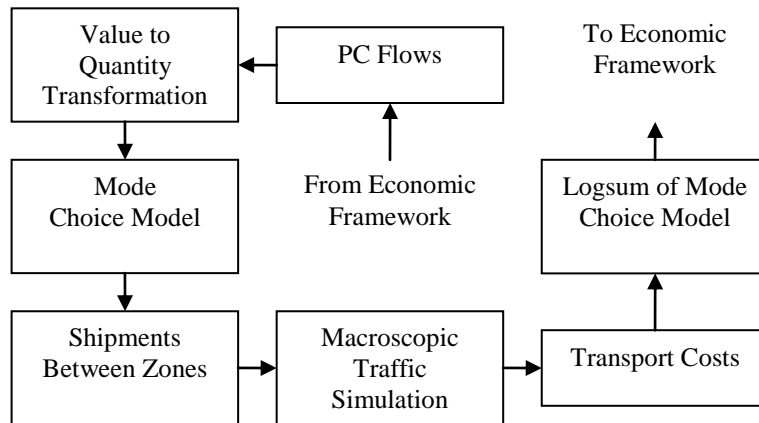 Value to
Quantity
Transformation
PC Flows
To Economic
Framework
Mode
Choice Model
From Economic
Framework
Logsum of Mode
Choice Model
Shipments
Between Zones
Macroscopic
Traffic
Simulation
Transport Costs